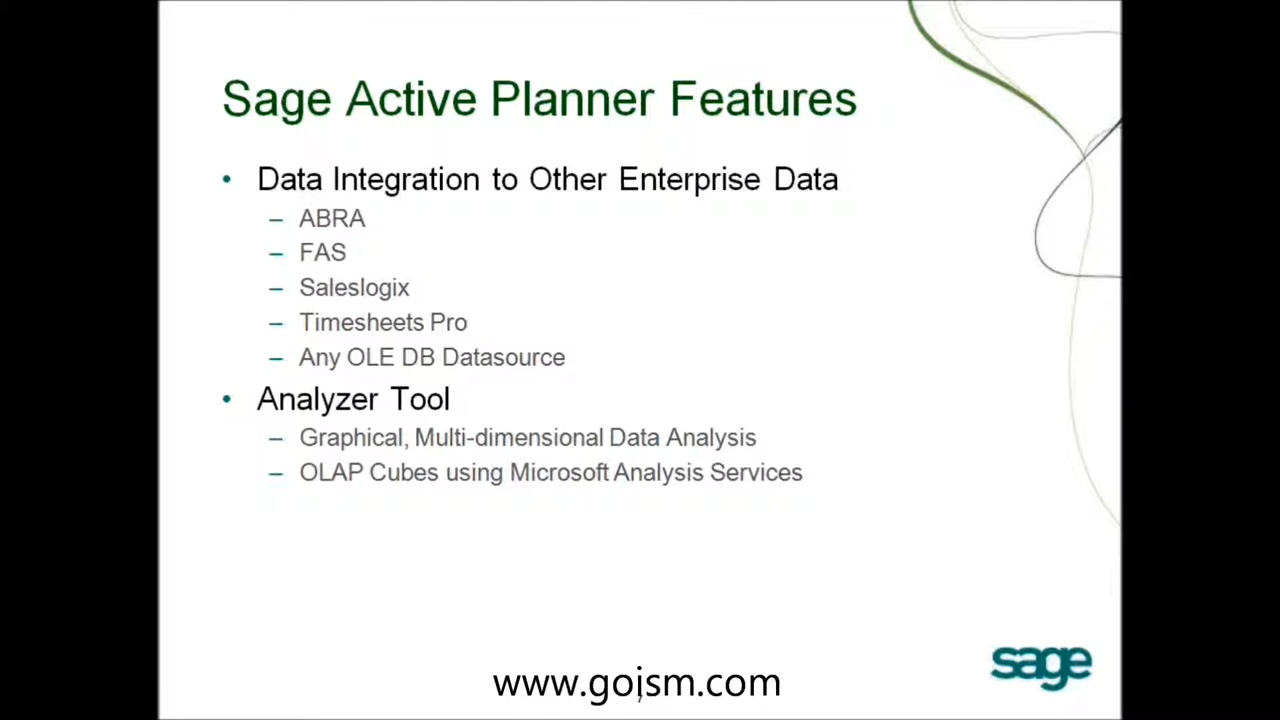 Sage Active Planner Features
• Data Integration to Other Enterprise Data
– ABRA
– FAS
– Saleslogix
– Timesheets Pro
– Any OLE DB Datasource
• Analyzer Tool
– Graphical, Multi-dimensional Data Analysis
– OLAP Cubes using Microsoft Analysis Services
sage
www.gojsm.com